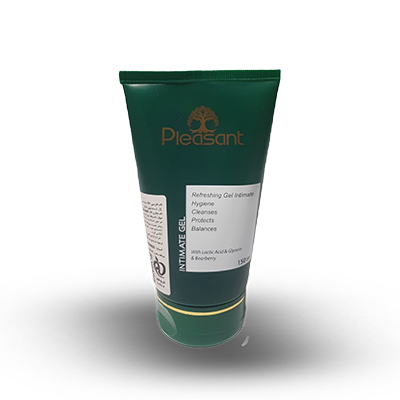 Pleasant
INTIMATE GEL
Refreshing Gel Intimate
Hygiene
Cleanses
Protects
Balances
With Lactic Acid & Glycerin
& Bearberry
150